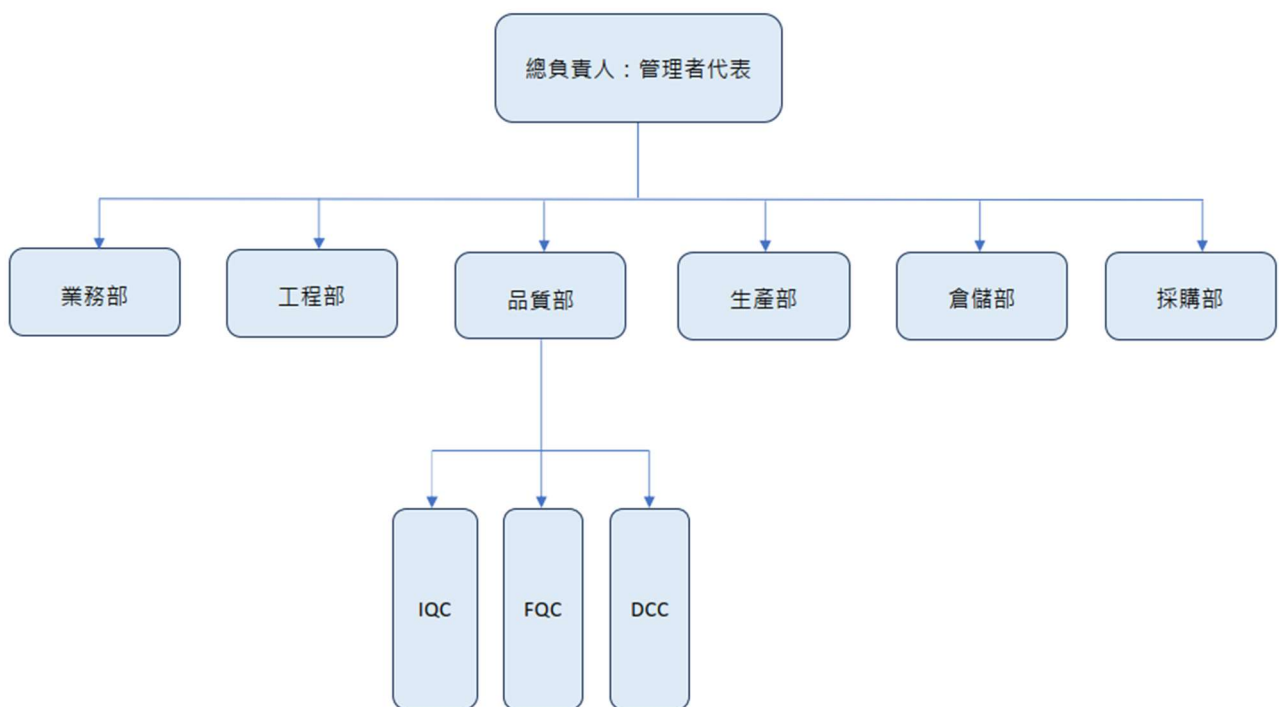 總負責人：管理者代表
業務部
工程部
品質部
生產部
倉儲部
採購部
IQC
FQC
DCC